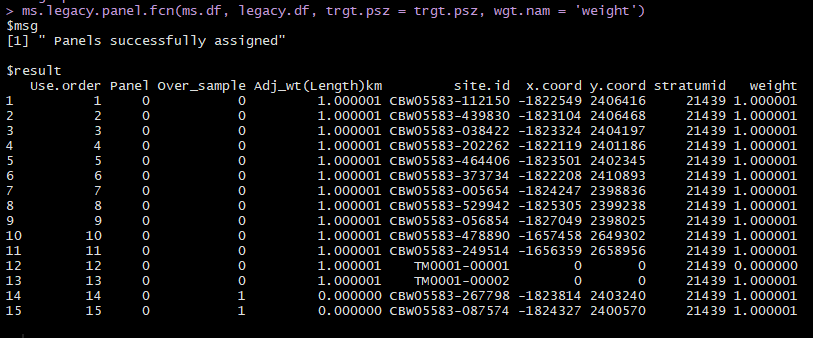 > ms.legacy.panel.fcn(ms.df, legacy.df, trgt.psz = trgt.psz, wgt.nam = 'weight')
$msg
[1] " Panels successfully assigned"
$result
Use.order Panel Over_sample Adj_wt(Length)km site.id x.coord y.coord stratumid weight
1 1 0 0 1.000001 CBW05583-112150 -1822549 2406416 21439 1.000001
2 2 0 0 1.000001 CBW05583-439830 -1823104 2406468 21439 1.000001
3 3 0 0 1.000001 CBW05583-038422 -1823324 2404197 21439 1.000001
4 4 0 0 1.000001 CBW05583-202262 -1822119 2401186 21439 1.000001
5 5 0 0 1.000001 CBW05583-464406 -1823501 2402345 21439 1.000001
6 6 0 0 1.000001 CBW05583-373734 -1822208 2410893 21439 1.000001
7 7 0 0 1.000001 CBW05583-005654 -1824247 2398836 21439 1.000001
8 8 0 0 1.000001 CBW05583-529942 -1825305 2399238 21439 1.000001
9 9 0 0 1.000001 CBW05583-056854 -1827049 2398025 21439 1.000001
10 10 0 0 1.000001 CBW05583-478890 -1657458 2649302 21439 1.000001
11 11 0 0 1.000001 CBW05583-249514 -1656359 2658956 21439 1.000001
12 12 0 0 1.000001 TM0001-00001 0 0 21439 0.000000
13 13 0 0 1.000001 TM0001-00002 0 0 21439 1.000001
14 14 0 1 0.000000 CBW05583-267798 -1823814 2403240 21439 1.000001
15 15 0 1 0.000000 CBW05583-087574 -1824327 2400570 21439 1.000001